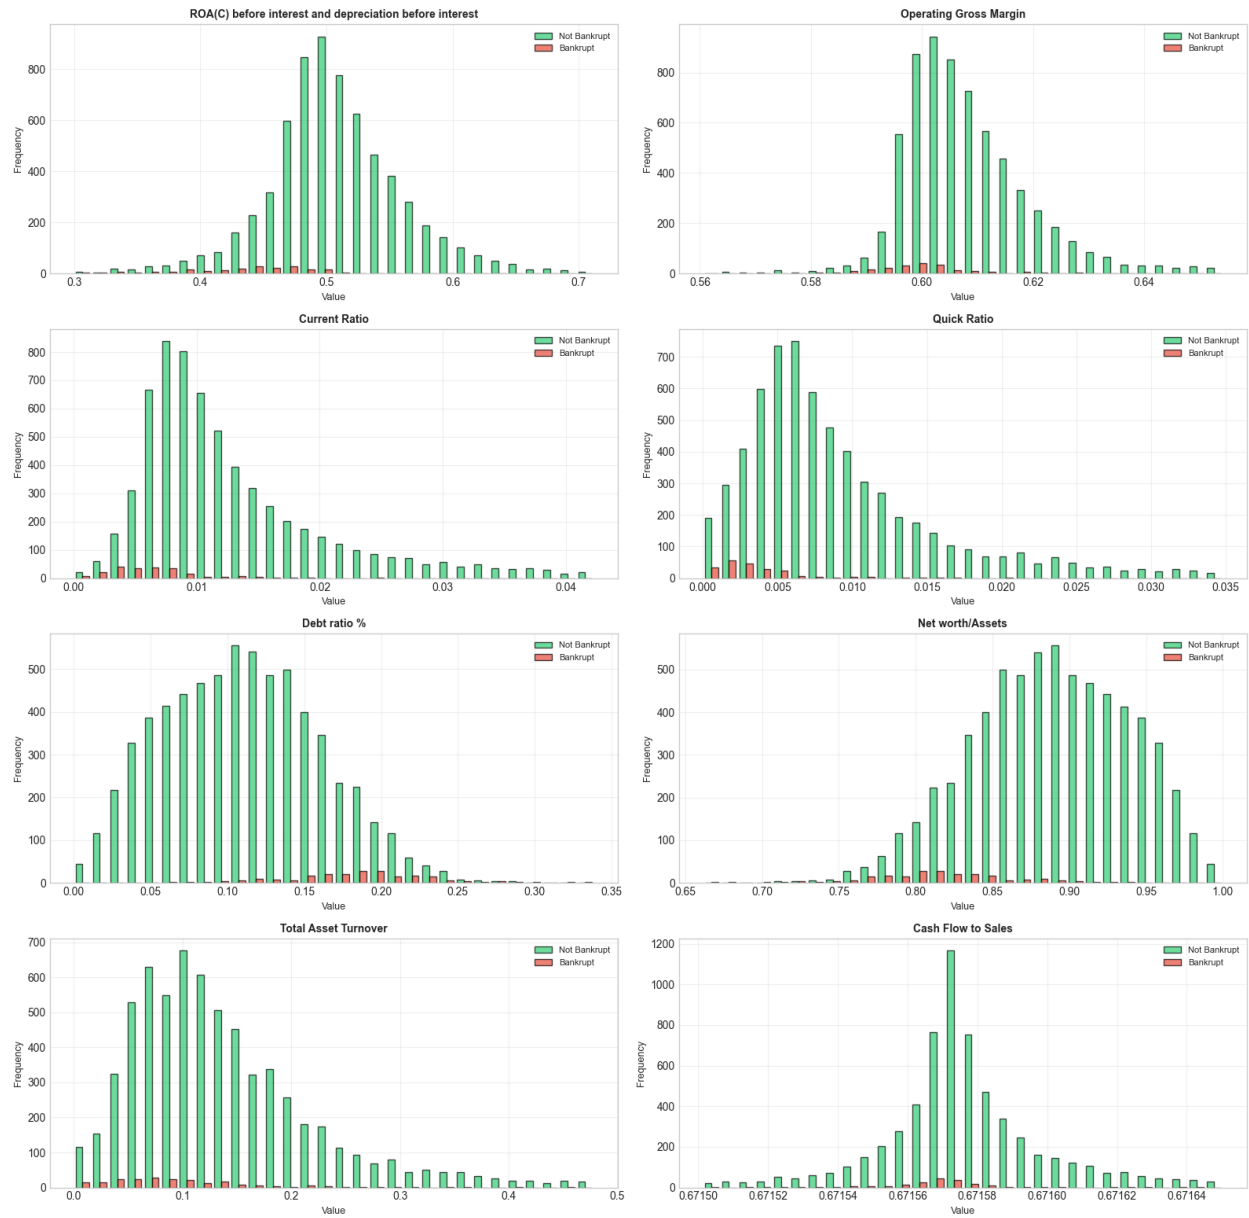 ROA(C) before interest and depreciation before interest
Not Bankrupt
Bankrupt
Frequency
800
600
400
200
0
0.3 0.4 0.5 0.6 0.7
Value
Operating Gross Margin
Not Bankrupt
Bankrupt
Frequency
800
600
400
200
0
0.56 0.58 0.60 0.62 0.64
Value
Current Ratio
Not Bankrupt
Bankrupt
Frequency
800
700
600
500
400
300
200
100
0
0.00 0.01 0.02 0.03 0.04
Value
Quick Ratio
Not Bankrupt
Bankrupt
Frequency
700
600
500
400
300
200
100
0
0.000 0.005 0.010 0.015 0.020 0.025 0.030 0.035
Value
Debt ratio %
Not Bankrupt
Bankrupt
Frequency
500
400
300
200
100
0
0.00 0.05 0.10 0.15 0.20 0.25 0.30 0.35
Value
Net worth/Assets
Not Bankrupt
Bankrupt
Frequency
500
400
300
200
100
0
0.65 0.70 0.75 0.80 0.85 0.90 0.95 1.00
Value
Total Asset Turnover
Not Bankrupt
Bankrupt
Frequency
700
600
500
400
300
200
100
0
0.0 0.1 0.2 0.3 0.4 0.5
Value
Cash Flow to Sales
Not Bankrupt
Bankrupt
Frequency
1200
1000
800
600
400
200
0
0.67150 0.67152 0.67154 0.67156 0.67158 0.67160 0.67162 0.67164
Value